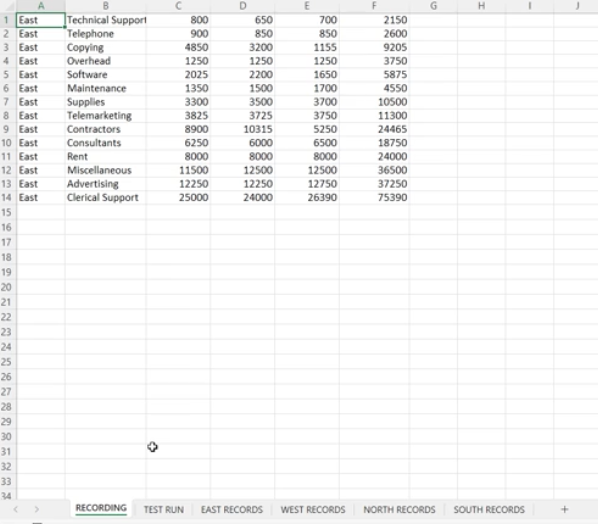 A B C D E F G H I J
1 East Technical Support 800 650 700 2150
2 East Telephone 900 850 850 2600
3 East Copying 4850 3200 1155 9205
4 East Overhead 1250 1250 1250 3750
5 East Software 2025 2200 1650 5875
6 East Maintenance 1350 1500 1700 4550
7 East Supplies 3300 3500 3700 10500
8 East Telemarketing 3825 3725 3750 11300
9 East Contractors 8900 10315 5250 24465
10 East Consultants 6250 6000 6500 18750
11 East Rent 8000 8000 8000 24000
12 East Miscellaneous 11500 12500 12500 36500
13 East Advertising 12250 12250 12750 37250
14 East Clerical Support 25000 24000 26390 75390
15
16
17
18
19
20
21
22
23
24
25
26
27
28
29
30
31
32
33
34
RECORDING TEST RUN EAST RECORDS WEST RECORDS NORTH RECORDS SOUTH RECORDS +